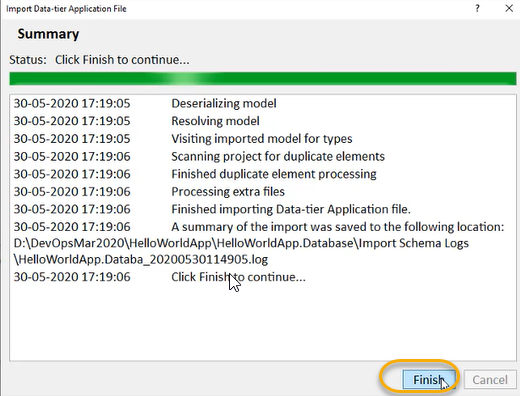 Import Data-tier Application File
? ×
Summary
Status: Click Finish to continue...
30-05-2020 17:19:05 Deserializing model
30-05-2020 17:19:05 Resolving model
30-05-2020 17:19:05 Visiting imported model for types
30-05-2020 17:19:06 Scanning project for duplicate elements
30-05-2020 17:19:06 Finished duplicate element processing
30-05-2020 17:19:06 Processing extra files
30-05-2020 17:19:06 Finished importing Data-tier Application file.
30-05-2020 17:19:06 A summary of the import was saved to the following location:
D:\DevOpsMar2020\HelloWorldApp\HelloWorldApp.Database\Import Schema Logs
\HelloWorldApp.Databa_20200530114905.log
30-05-2020 17:19:06 Click Finish to continue...
Finish Cancel